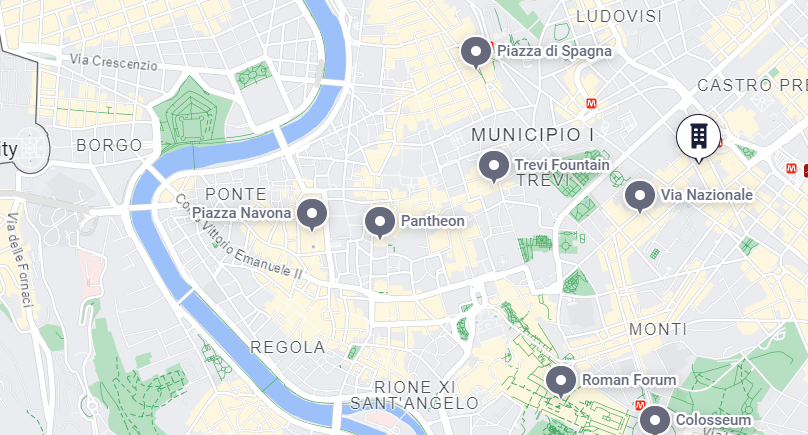 LUDOVISI
Piazza di Spagna
Via Crescenzio
CASTRO PRE
M
MUNICIPIO I
BORGO
ity
Trevi Fountain
TREVI
M
PONTE
Via Nazionale
Piazza Navona
Pantheon
Corso Vittorio Emanuele II
Via delle Fornaci
MONTI
REGOLA
Roman Forum
RIONE XI
SANT'ANGELO
M
Colosseum